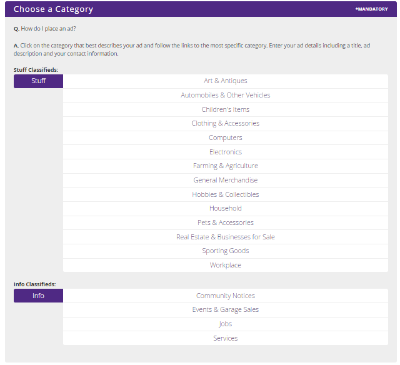 Choose a Category
*MANDATORY
Q. How do I place an ad?
A. Click on the category that best describes your ad and follow the links to the most specific category. Enter your ad details including a title, ad
description and your contact information.
Stuff Classifieds:
Stuff
Art & Antiques
Automobiles & Other Vehicles
Children's Items
Clothing & Accessories
Computers
Electronics
Farming & Agriculture
General Merchandise
Hobbies & Collectibles
Household
Pets & Accessories
Real Estate & Businesses for Sale
Sporting Goods
Workplace
Info Classifieds:
Info
Community Notices
Events & Garage Sales
Jobs
Services